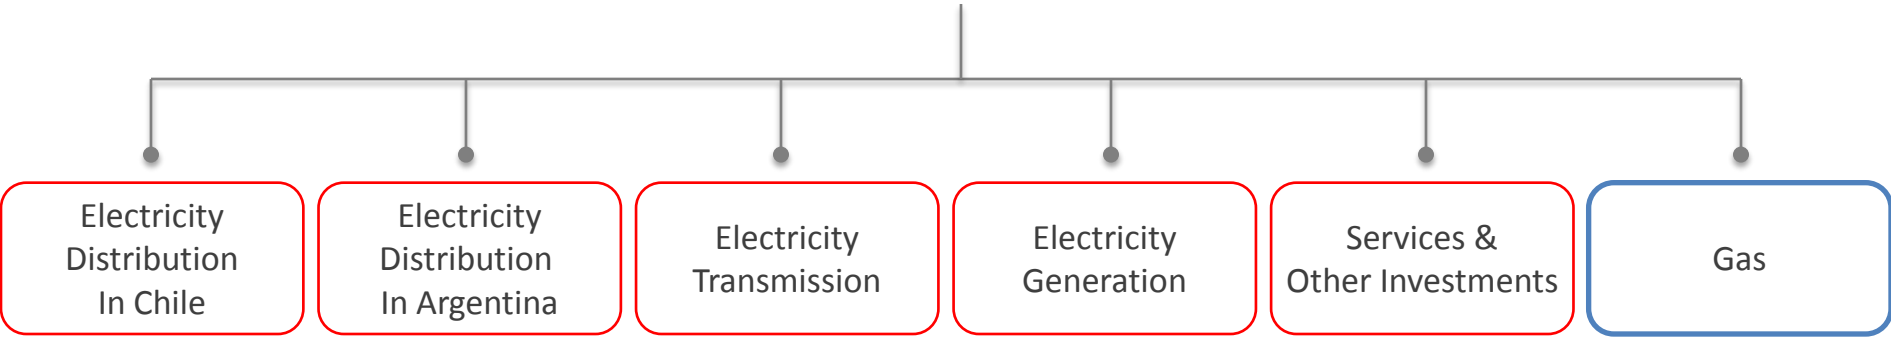 Electricity
Distribution
In Chile
Electricity
Distribution
In Argentina
Electricity
Transmission
Electricity
Generation
Services &
Other Investments
Gas